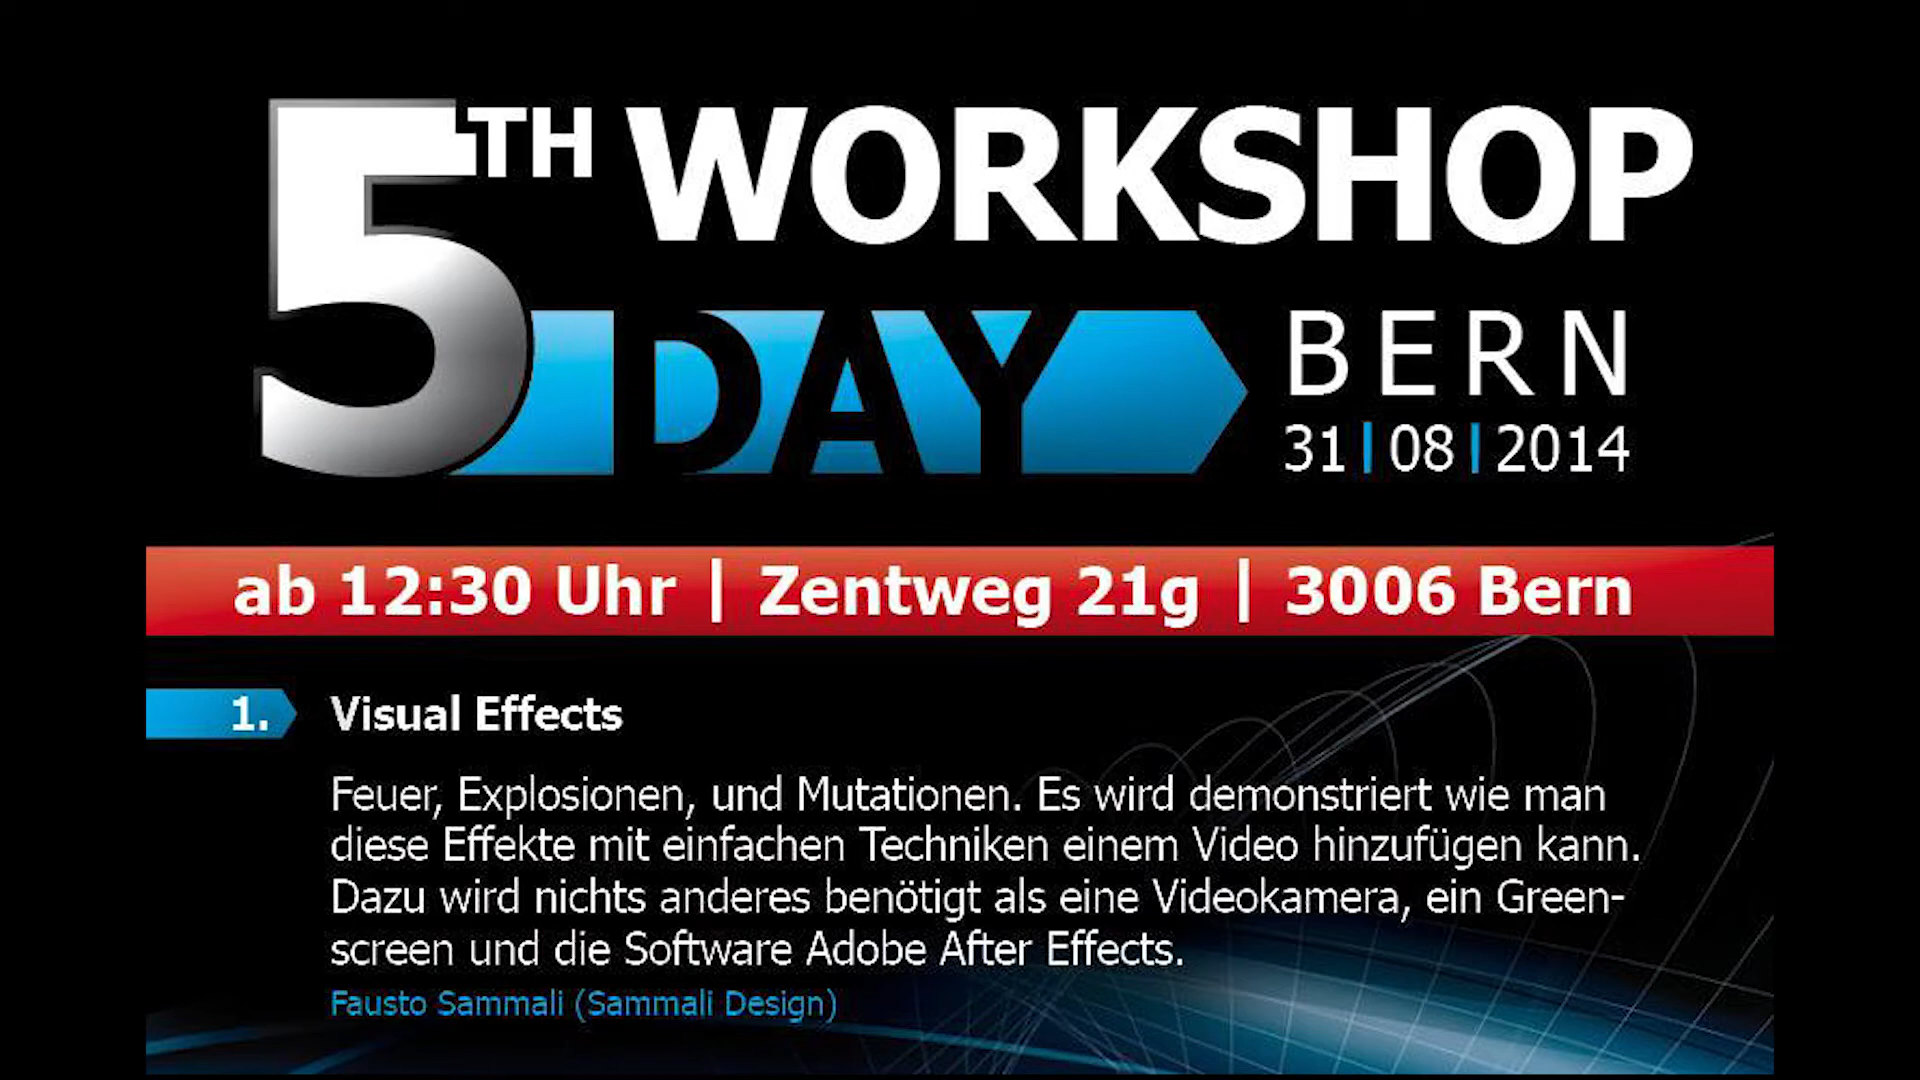 5TH WORKSHOP
DAY
BERN
31|08|2014
ab 12:30 Uhr | Zentweg 21g | 3006 Bern
1. Visual Effects
Feuer, Explosionen, und Mutationen. Es wird demonstriert wie man
diese Effekte mit einfachen Techniken einem Video hinzufügen kann.
Dazu wird nichts anderes benötigt als eine Videokamera, ein Green-
screen und die Software Adobe After Effects.
Fausto Sammali (Sammali Design)